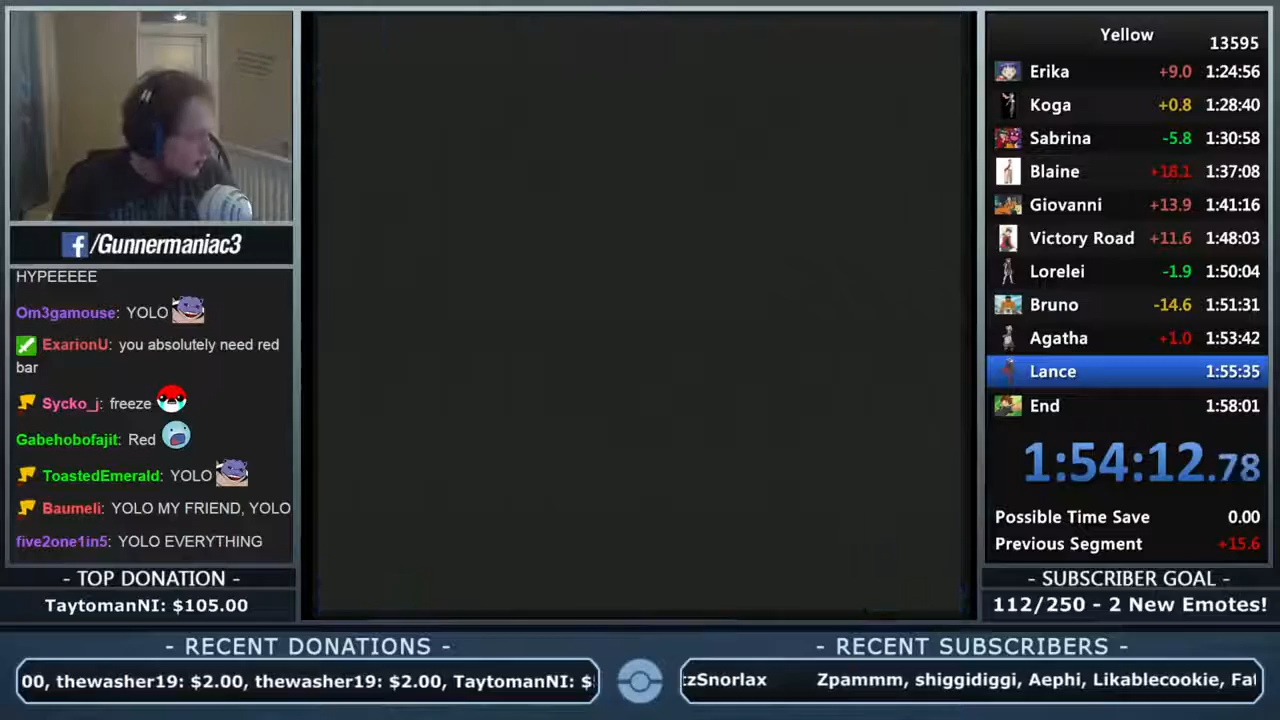 /Gunnermaniac3
HYPEEEEE
Om3gamouse: YOLO
ExarionU: you absolutely need red
bar
Sycko_j: freeze
Gabehobofajit: Red
ToastedEmerald: YOLO
Baumeli: YOLO MY FRIEND, YOLO
five2one1in5: YOLO EVERYTHING
- TOP DONATION -
TaytomanNI: $105.00
Yellow 13595
Erika +9.0 1:24:56
Koga +0.8 1:28:40
Sabrina -5.8 1:30:58
Blaine +18.1 1:37:08
Giovanni +13.9 1:41:16
Victory Road +11.6 1:48:03
Lorelei -1.9 1:50:04
Bruno -14.6 1:51:31
Agatha +1.0 1:53:42
Lance 1:55:35
End 1:58:01
1:54:12.78
Possible Time Save 0.00
Previous Segment +15.6
- SUBSCRIBER GOAL -
112/250 - 2 New Emotes!
- RECENT DONATIONS -
00, thewasher19: $2.00, thewasher19: $2.00, TaytomanNI: $
- RECENT SUBSCRIBERS -
zSnorlax Zpammm, shiggidiggi, Aephi, Likablecookie, Fat